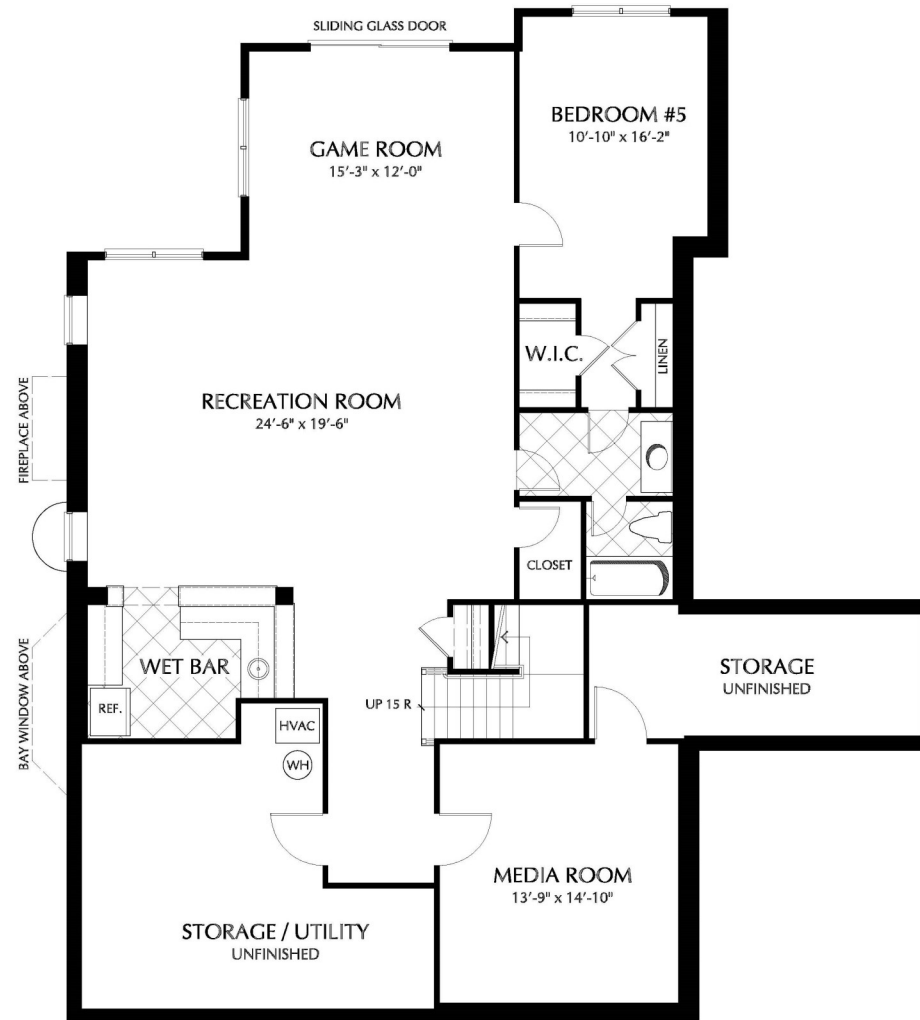 SLIDING GLASS DOOR
BEDROOM #5
10'-10" x 16'-2"
GAME ROOM
15'-3" x 12'-0"
W.I.C.
LINEN
RECREATION ROOM
24'-6" x 19'-6"
FIREPLACE ABOVE
CLOSET
WET BAR
REF.
BAY WINDOW ABOVE
HVAC
WH
UP 15 R
STORAGE
UNFINISHED
MEDIA ROOM
13'-9" x 14'-10"
STORAGE / UTILITY
UNFINISHED